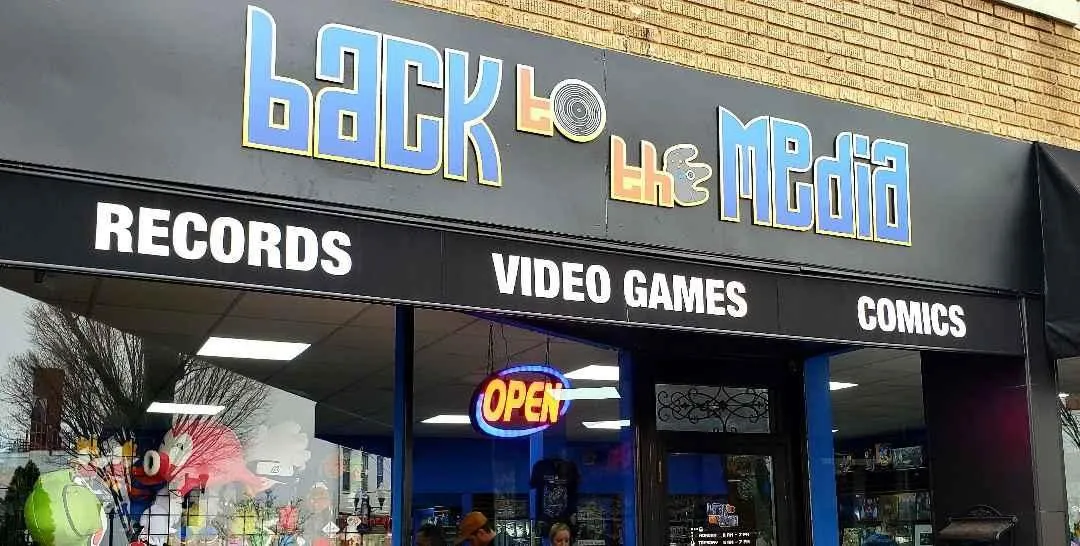 back to the media
RECORDS VIDEO GAMES COMICS
OPEN